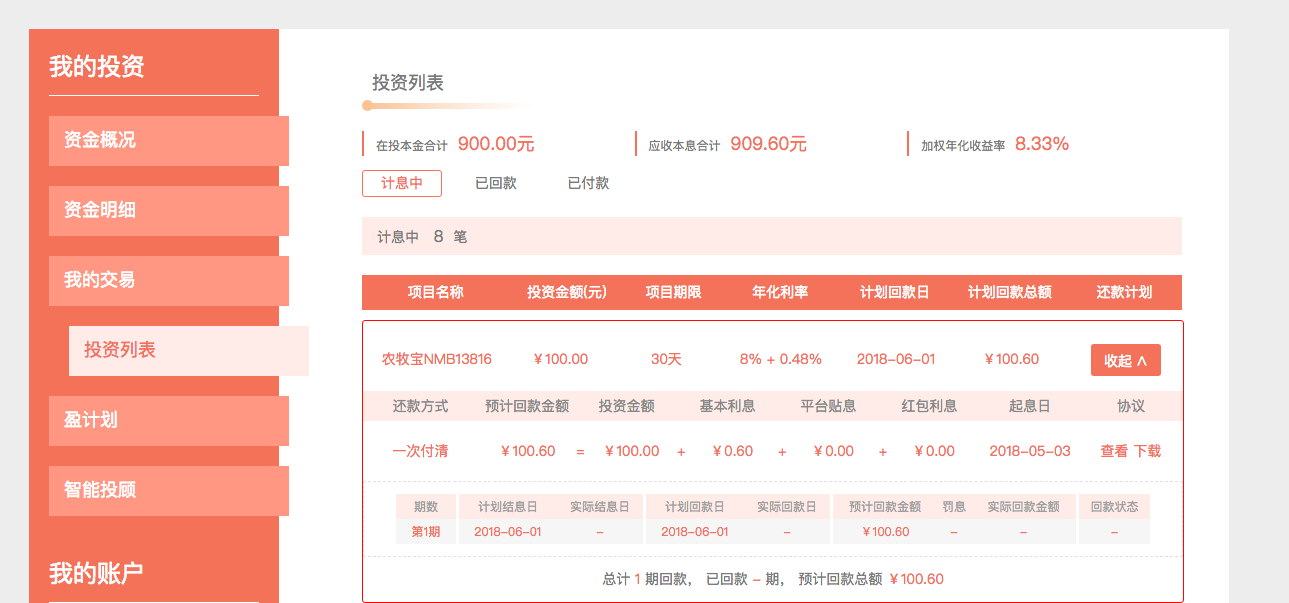 我的投资
资金概况
资金明细
我的交易
投资列表
盈计划
智能投顾
我的账户
投资列表
在投本金合计 900.00元 应收本息合计 909.60元 加权年化收益率 8.33%
计息中 已回款 已付款
计息中 8 笔
项目名称 投资金额(元) 项目期限 年化利率 计划回款日 计划回款总额 还款计划
农牧宝NMB13816 ¥100.00 30天 8% + 0.48% 2018-06-01 ¥100.60 收起 ∧
还款方式 预计回款金额 投资金额 基本利息 平台贴息 红包利息 起息日 协议
一次付清 ¥100.60 = ¥100.00 + ¥0.60 + ¥0.00 + ¥0.00 2018-05-03 查看 下载
期数 计划结息日 实际结息日 计划回款日 实际回款日 预计回款金额 罚息 实际回款金额 回款状态
第1期 2018-06-01 - 2018-06-01 - ¥100.60 - - -
总计 1 期回款， 已回款 - 期， 预计回款总额 ¥100.60